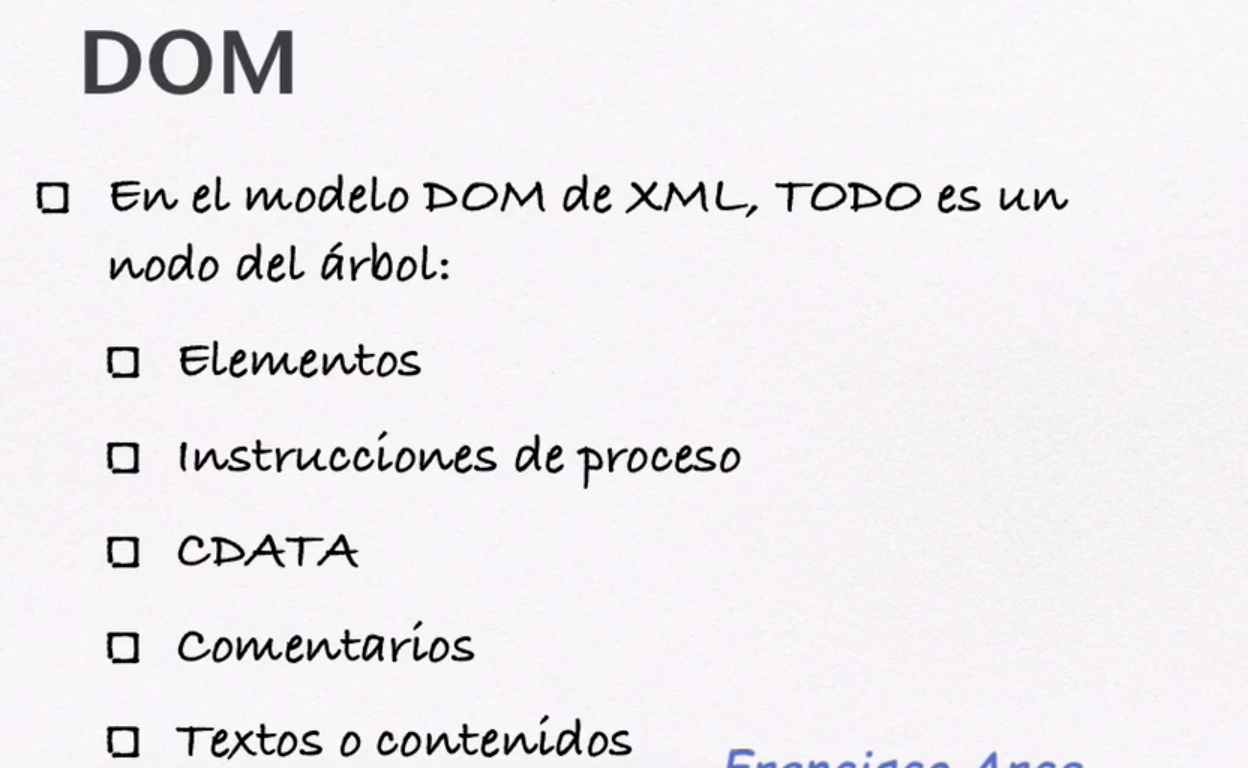 DOM
En el modelo DOM de XML, TODO es un
nodo del árbol:
Elementos
Instrucciones de proceso
CDATA
Comentarios
Textos o contenidos
Francisco